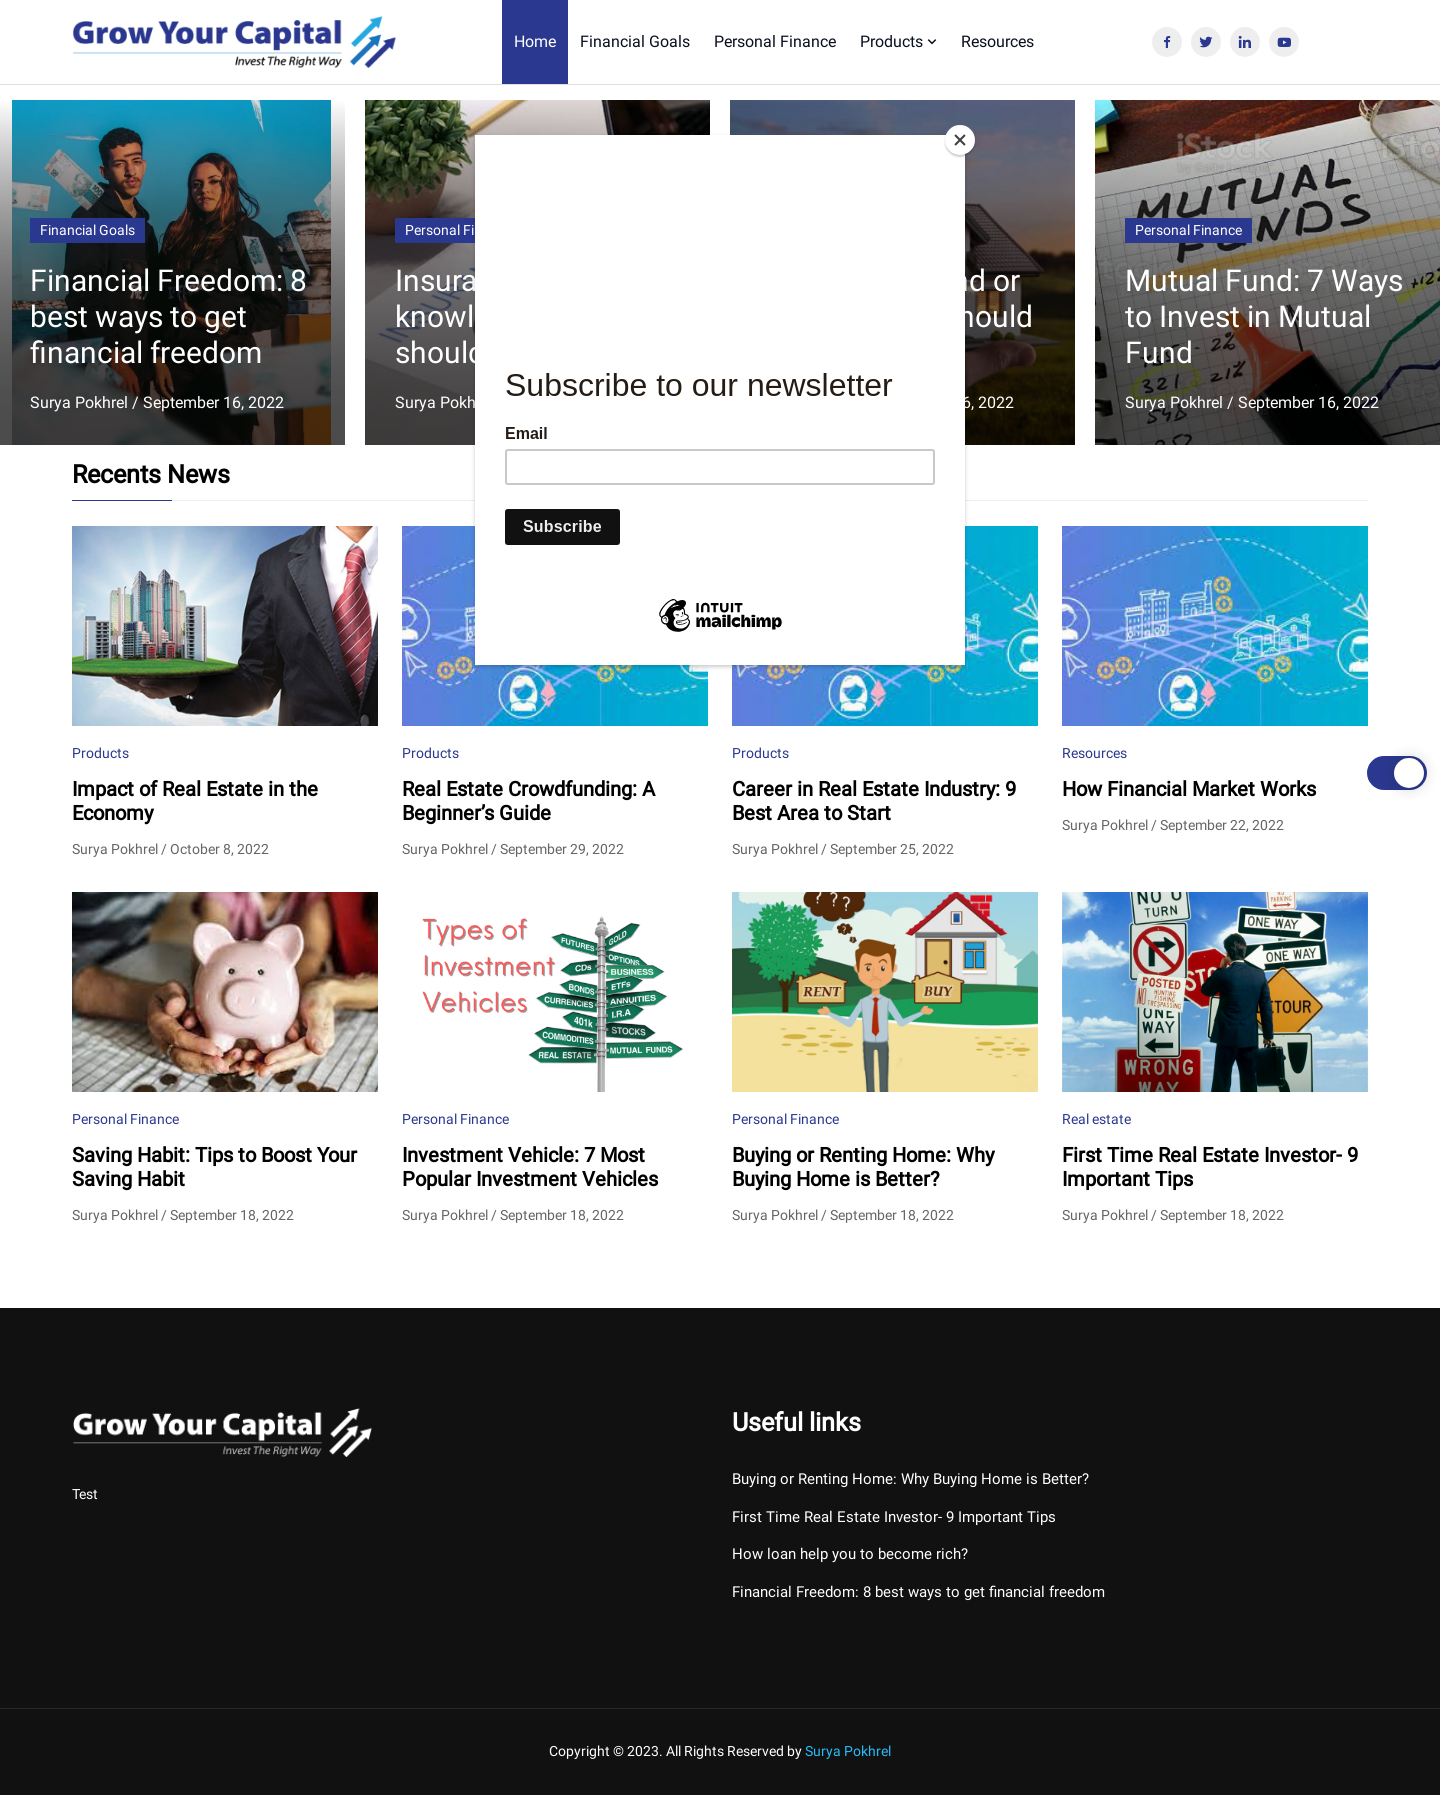 Grow Your Capital
Invest The Right Way
Home
Financial Goals
Personal Finance
Products
Resources
Financial Goals
Financial Freedom: 8
best ways to get
financial freedom
Surya Pokhrel / September 16, 2022
Personal
should
Surya
or
2022
iStock
MUTUAL
FUNDS
321
21%
Personal Finance
Mutual Fund: 7 Ways
to Invest in Mutual
Fund
Surya Pokhrel / September 16, 2022
Subscribe to our newsletter
Email
Subscribe
INTUIT
mailchimp
Recents News
Products
Impact of Real Estate in the
Economy
Surya Pokhrel / October 8, 2022
Products
Real Estate Crowdfunding: A
Beginner’s Guide
Surya Pokhrel / September 29, 2022
Products
Career in Real Estate Industry: 9
Best Area to Start
Surya Pokhrel / September 25, 2022
Resources
How Financial Market Works
Surya Pokhrel / September 22, 2022
Personal Finance
Saving Habit: Tips to Boost Your
Saving Habit
Surya Pokhrel / September 18, 2022
Types of
Investment
Vehicles
FUTURES
GOLD
CDs
OPTIONS
BUSINESS
BONDS
ETFs
CURRENCIES
ANNUITIES
401k
I.R.A
STOCKS
COMMODITIES
REAL ESTATE
MUTUAL FUNDS
Personal Finance
Investment Vehicle: 7 Most
Popular Investment Vehicles
Surya Pokhrel / September 18, 2022
???
RENT
BUY
Personal Finance
Buying or Renting Home: Why
Buying Home is Better?
Surya Pokhrel / September 18, 2022
NO U
TURN
NO
PARKING
ONE WAY
ONE WAY
POSTED
NO
HUNTING
FISHING
TRESPASSING
ONE
WAY
WRONG
WAY
Real estate
First Time Real Estate Investor- 9
Important Tips
Surya Pokhrel / September 18, 2022
Grow Your Capital
Invest The Right Way
Test
Useful links
Buying or Renting Home: Why Buying Home is Better?
First Time Real Estate Investor- 9 Important Tips
How loan help you to become rich?
Financial Freedom: 8 best ways to get financial freedom
Copyright © 2023. All Rights Reserved by Surya Pokhrel